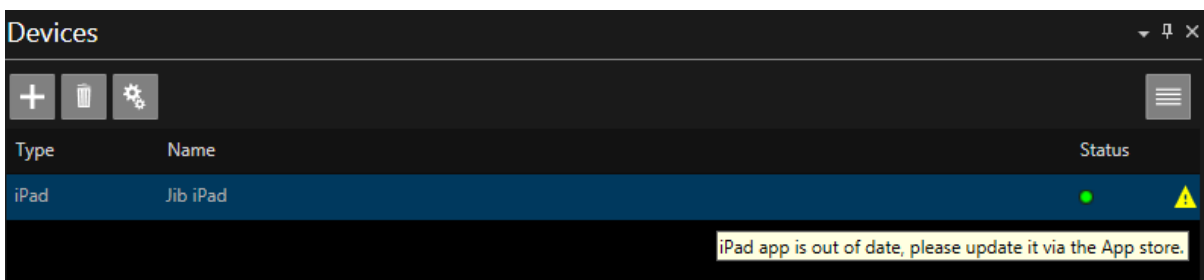 Devices
Type Name Status
iPad Jib iPad
iPad app is out of date, please update it via the App store.